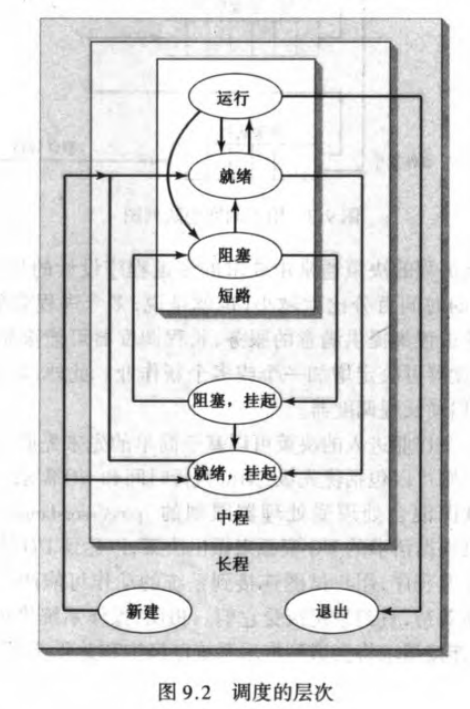 运行
就绪
阻塞
短路
阻塞，挂起
就绪，挂起
中程
长程
新建
退出
图 9.2 调度的层次